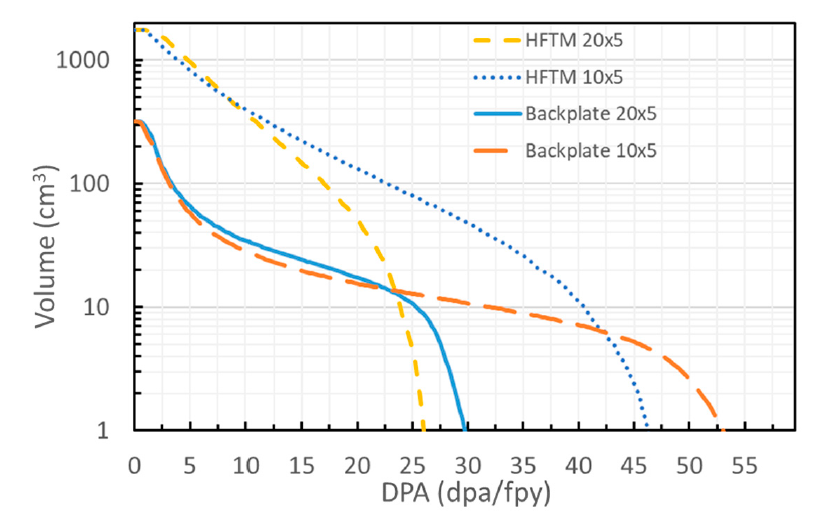 HFTM 20x5
HFTM 10x5
Backplate 20x5
Backplate 10x5
Volume (cm³)
1000
100
10
1
0 5 10 15 20 25 30 35 40 45 50 55
DPA (dpa/fpy)